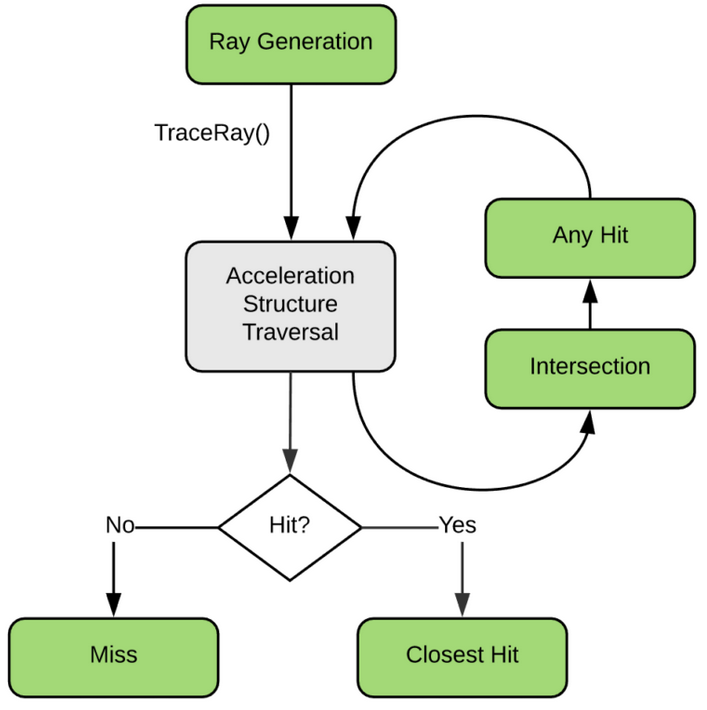 Ray Generation
TraceRay()
Any Hit
Acceleration
Structure
Traversal
Intersection
No
Hit?
Yes
Miss
Closest Hit